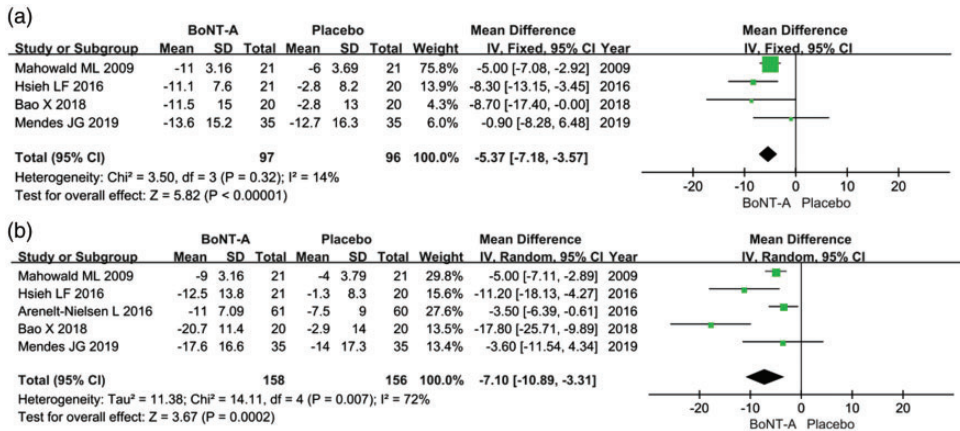 (a)
BoNT-A Placebo Mean Difference Mean Difference
Study or Subgroup Mean SD Total Mean SD Total Weight IV, Fixed, 95% CI Year IV, Fixed, 95% CI
Mahowald ML 2009 -11 3.16 21 -6 3.69 21 75.8% -5.00 [-7.08, -2.92] 2009
Hsieh LF 2016 -11.1 7.6 21 -2.8 8.2 20 13.9% -8.30 [-13.15, -3.45] 2016
Bao X 2018 -11.5 15 20 -2.8 13 20 4.3% -8.70 [-17.40, -0.00] 2018
Mendes JG 2019 -13.6 15.2 35 -12.7 16.3 35 6.0% -0.90 [-8.28, 6.48] 2019
Total (95% CI) 97 96 100.0% -5.37 [-7.18, -3.57]
Heterogeneity: Chi² = 3.50, df = 3 (P = 0.32); I² = 14%
Test for overall effect: Z = 5.82 (P < 0.00001)
-20 -10 0 10 20
BoNT-A Placebo
(b)
BoNT-A Placebo Mean Difference Mean Difference
Study or Subgroup Mean SD Total Mean SD Total Weight IV, Random, 95% CI Year IV, Random, 95% CI
Mahowald ML 2009 -9 3.16 21 -4 3.79 21 29.8% -5.00 [-7.11, -2.89] 2009
Hsieh LF 2016 -12.5 13.8 21 -1.3 8.3 20 15.6% -11.20 [-18.13, -4.27] 2016
Arenelt-Nielsen L 2016 -11 7.09 61 -7.5 9 60 27.6% -3.50 [-6.39, -0.61] 2016
Bao X 2018 -20.7 11.4 20 -2.9 14 20 13.5% -17.80 [-25.71, -9.89] 2018
Mendes JG 2019 -17.6 16.6 35 -14 17.3 35 13.4% -3.60 [-11.54, 4.34] 2019
Total (95% CI) 158 156 100.0% -7.10 [-10.89, -3.31]
Heterogeneity: Tau² = 11.38; Chi² = 14.11, df = 4 (P = 0.007); I² = 72%
Test for overall effect: Z = 3.67 (P = 0.0002)
-20 -10 0 10 20
BoNT-A Placebo